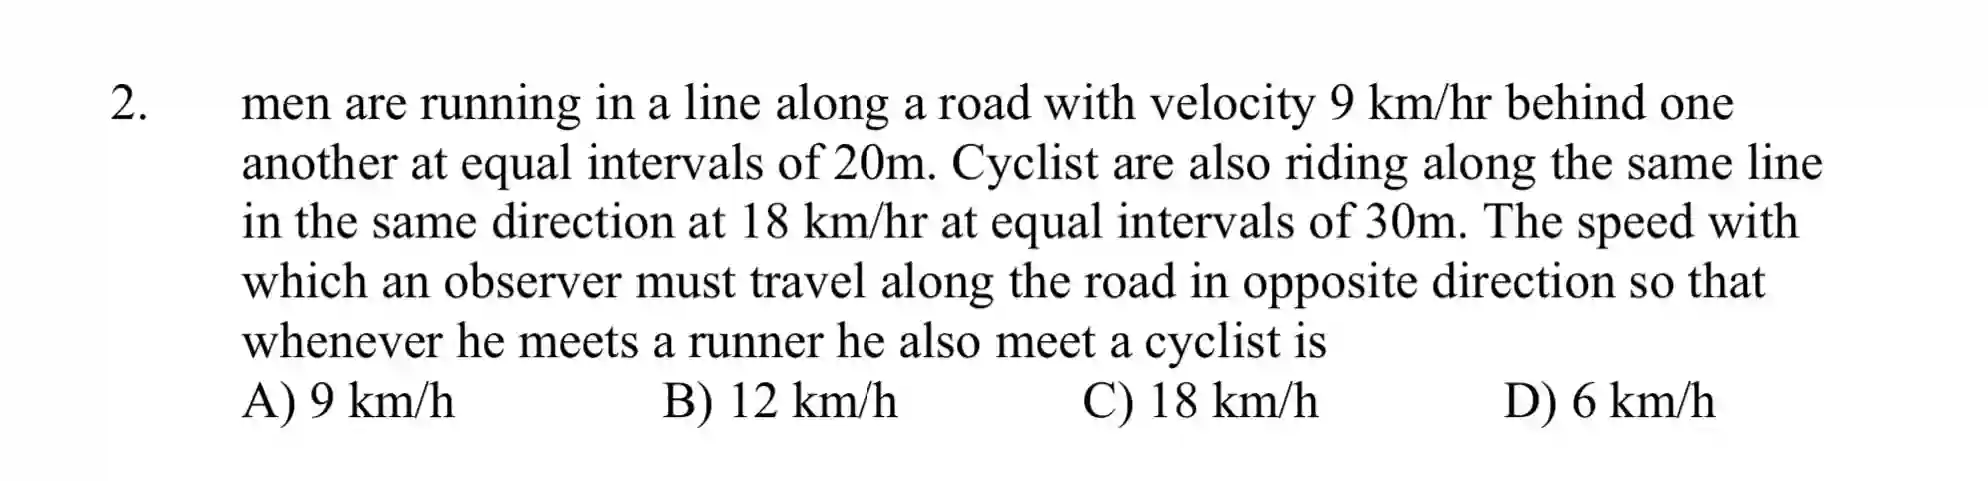 2. men are running in a line along a road with velocity 9 km/hr behind one
another at equal intervals of 20m. Cyclist are also riding along the same line
in the same direction at 18 km/hr at equal intervals of 30m. The speed with
which an observer must travel along the road in opposite direction so that
whenever he meets a runner he also meet a cyclist is
A) 9 km/h B) 12 km/h C) 18 km/h D) 6 km/h